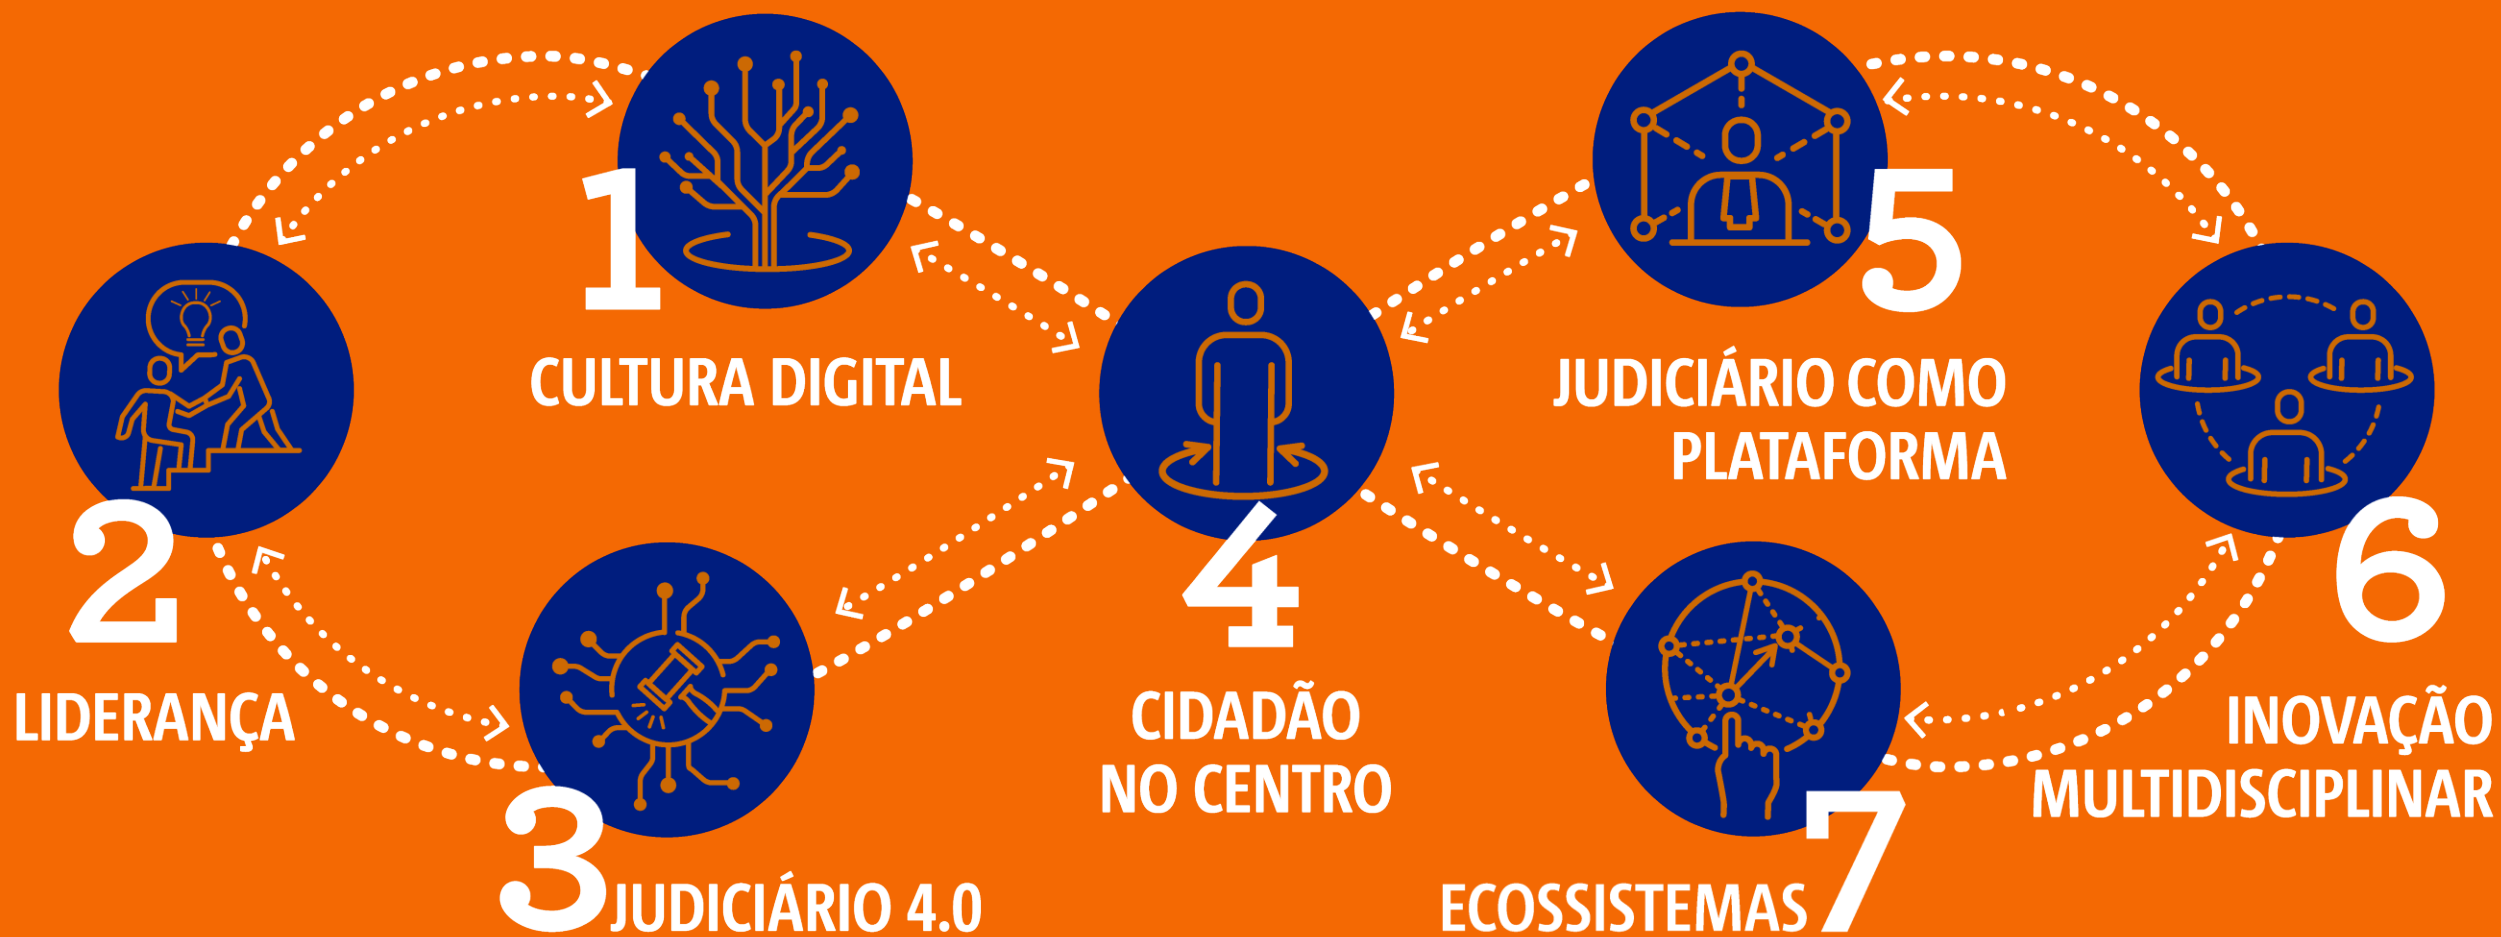 1
CULTURA DIGITAL
2
LIDERANÇA
3
JUDICIÁRIO 4.0
4
CIDADÃO
NO CENTRO
5
JUDICIÁRIO COMO
PLATAFORMA
6
INOVAÇÃO
MULTIDISCIPLINAR
7
ECOSSISTEMAS